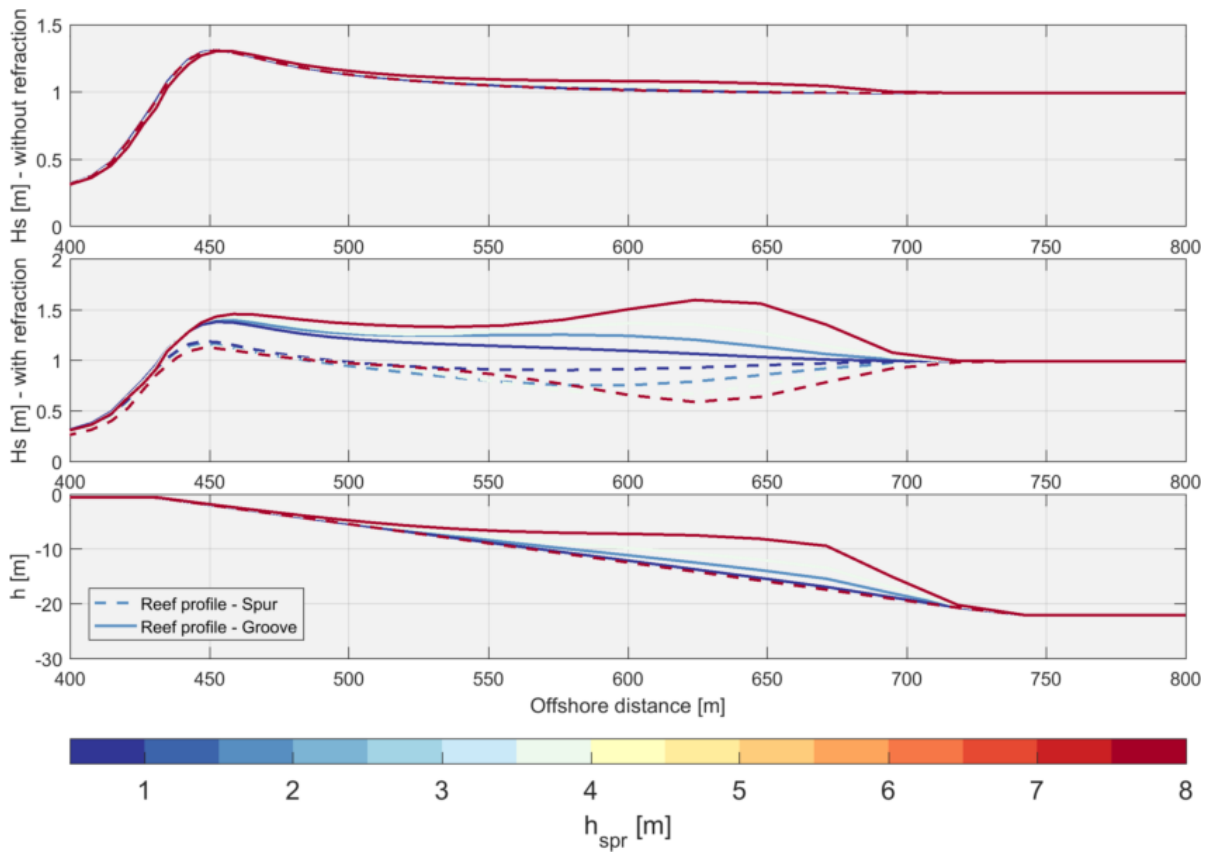 1.5
1
0.5
0
Hs [m] - without refraction
400 450 500 550 600 650 700 750 800
2
1.5
1
0.5
0
Hs [m] - with refraction
400 450 500 550 600 650 700 750 800
0
-10
-20
-30
h [m]
Reef profile - Spur
Reef profile - Groove
400 450 500 550 600 650 700 750 800
Offshore distance [m]
1 2 3 4 5 6 7 8
h_spr [m]